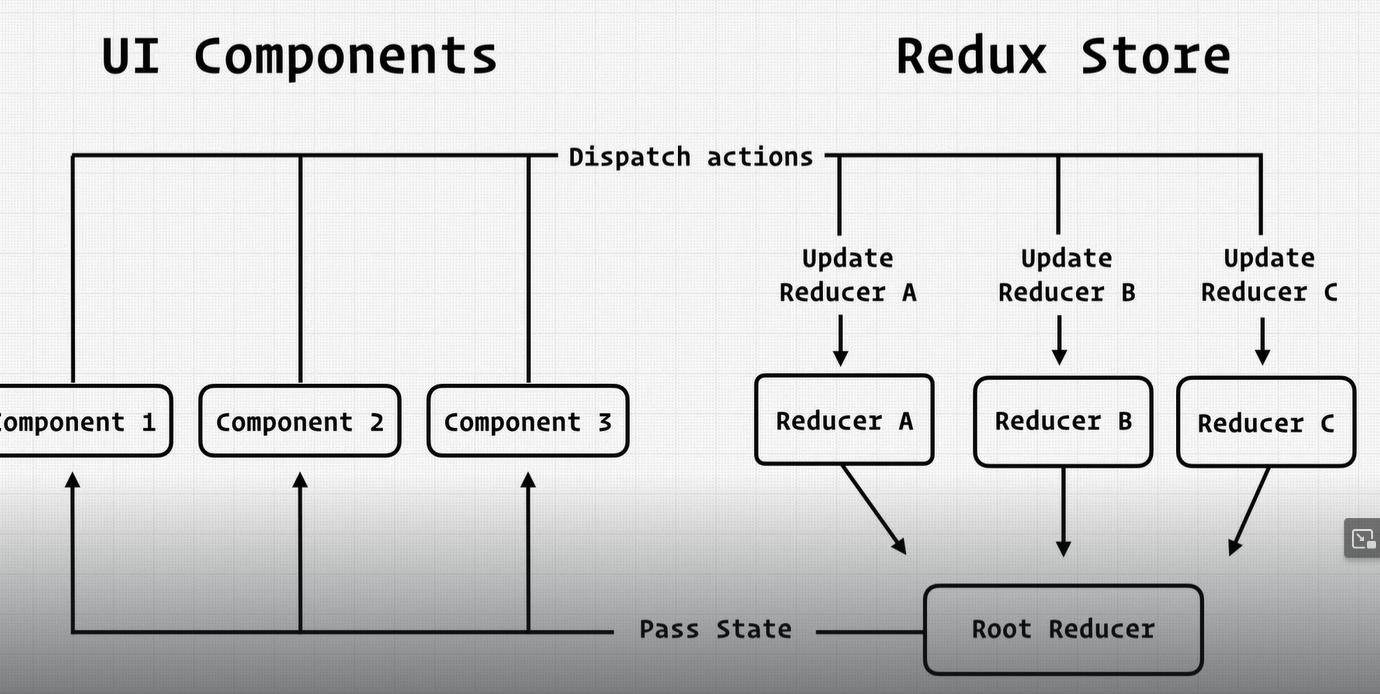 UI Components
Redux Store
Dispatch actions
Update
Reducer A
Update
Reducer B
Update
Reducer C
Component 1
Component 2
Component 3
Reducer A
Reducer B
Reducer C
Pass State
Root Reducer